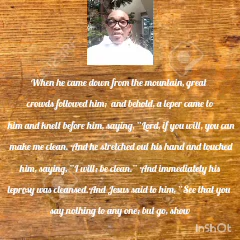 When he came down from the mountain, great
crowds followed him; and behold, a leper came to
him and knelt before him, saying, "Lord, if you will, you can
make me clean. And he stretched out his hand and touched
him, saying, "I will; be clean." And immediately his
leprosy was cleansed. And Jesus said to him, "See that you
say nothing to any one; but go, show
InShOt